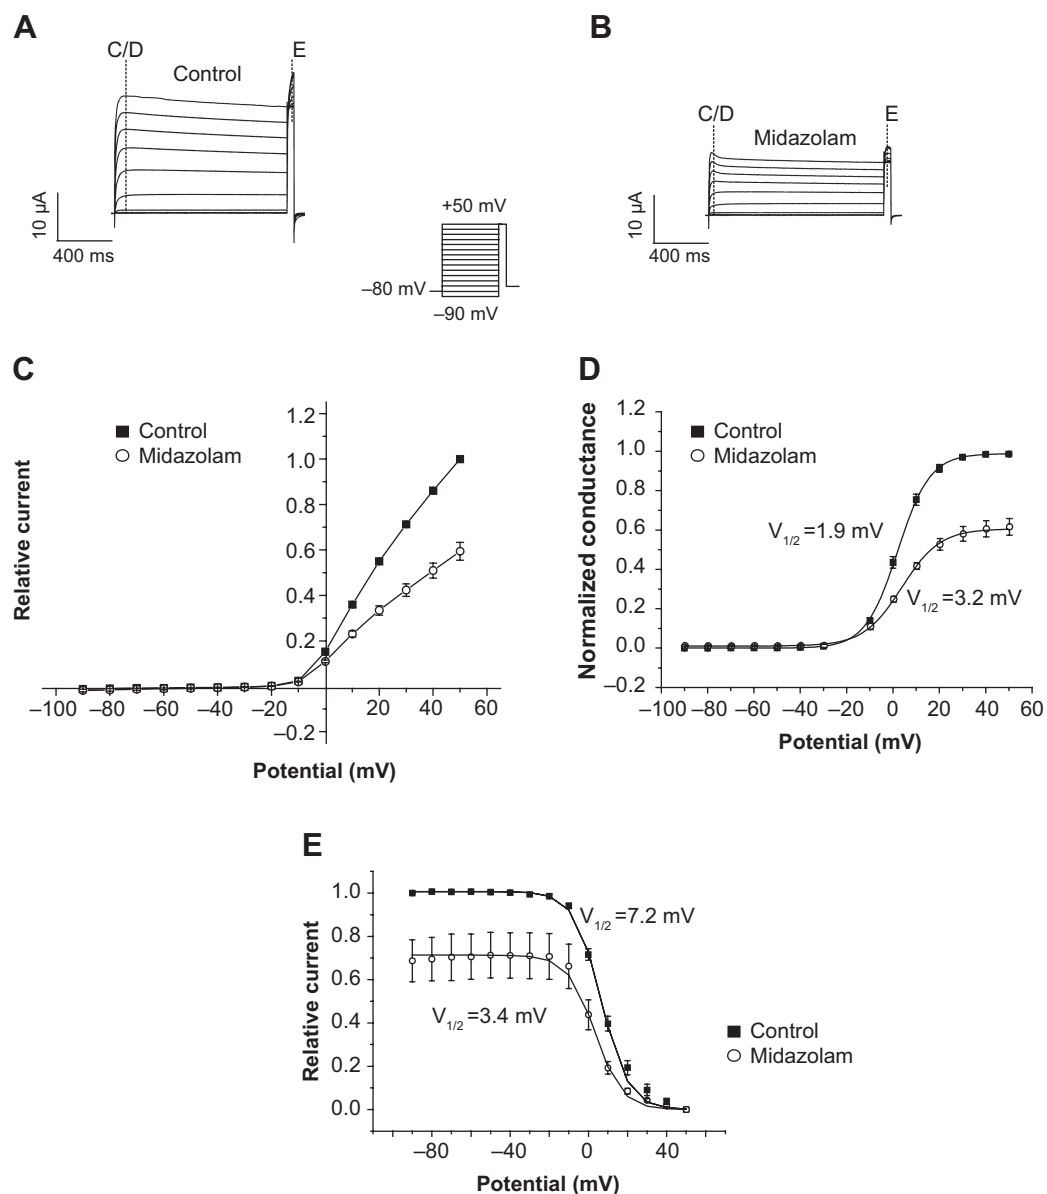 A
B
C/D
E
Control
10 µA
400 ms
C/D
E
Midazolam
10 µA
400 ms
+50 mV
–80 mV
–90 mV
C
D
Relative current
1.2
1.0
0.8
0.6
0.4
0.2
–0.2
–100
–80
–60
–40
–20
20
40
60
Potential (mV)
Control
Midazolam
Normalized conductance
1.2
1.0
0.8
0.6
0.4
0.2
0.0
–0.2
–100
–80
–60
–40
–20
0
20
40
60
Potential (mV)
Control
Midazolam
V1/2=1.9 mV
V1/2=3.2 mV
E
Relative current
1.0
0.8
0.6
0.4
0.2
0.0
–80
–40
0
40
Potential (mV)
V1/2=7.2 mV
V1/2=3.4 mV
Control
Midazolam